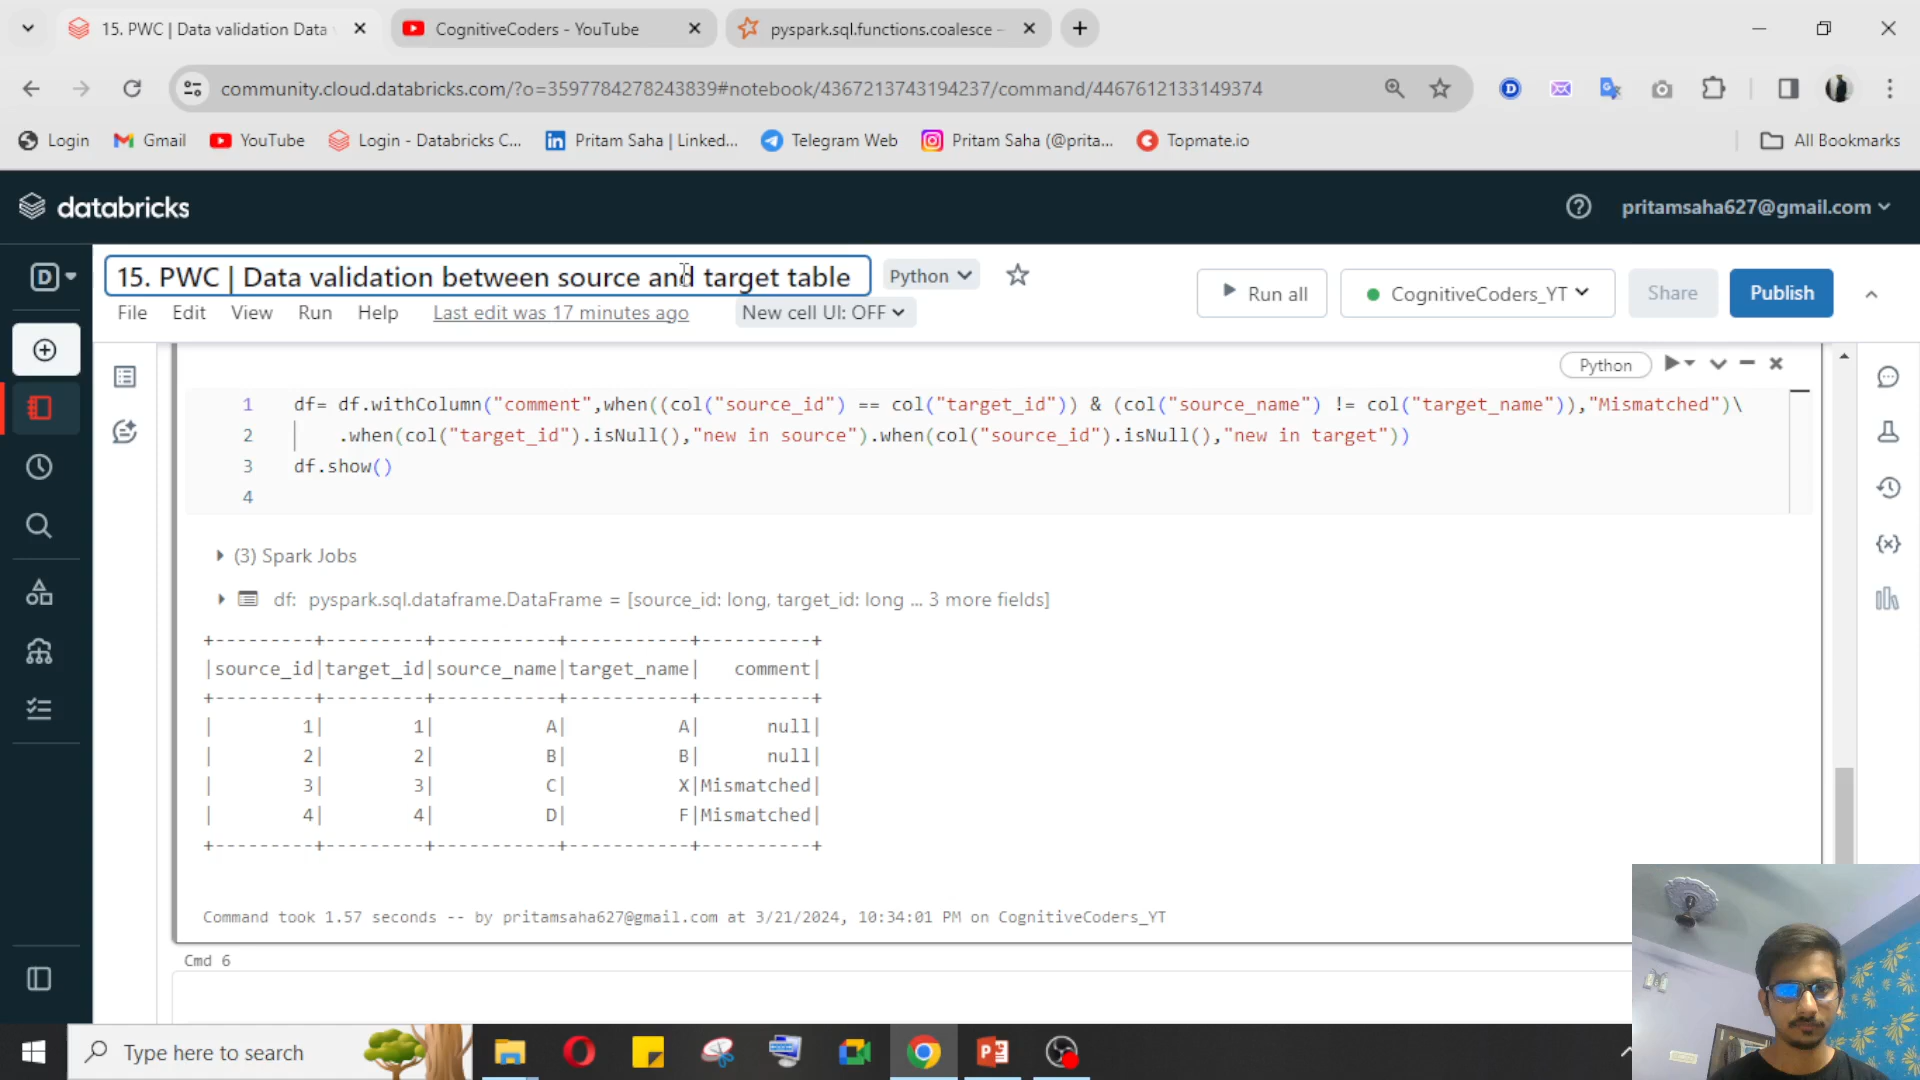 15. PWC | Data validation Data
CognitiveCoders - YouTube
pyspark.sql.functions.coalesce –
community.cloud.databricks.com/?o=3597784278243839#notebook/4367213743194237/command/4467612133149374
Login
Gmail
YouTube
Login - Databricks C...
Pritam Saha | Linked...
Telegram Web
Pritam Saha (@prita...
Topmate.io
All Bookmarks
databricks
pritamsaha627@gmail.com
D
15. PWC | Data validation between source and target table
Python
Run all
CognitiveCoders_YT
Share
Publish
File Edit View Run Help
Last edit was 17 minutes ago
New cell UI: OFF
Python
1 df= df.withColumn("comment",when((col("source_id") == col("target_id")) & (col("source_name") != col("target_name")),"Mismatched")\
2 .when(col("target_id").isNull(),"new in source").when(col("source_id").isNull(),"new in target"))
3 df.show()
4
(3) Spark Jobs
df: pyspark.sql.dataframe.DataFrame = [source_id: long, target_id: long ... 3 more fields]
+---------+---------+-----------+-----------+----------+
|source_id|target_id|source_name|target_name|   comment|
+---------+---------+-----------+-----------+----------+
|        1|        1|          A|          A|      null|
|        2|        2|          B|          B|      null|
|        3|        3|          C|          X|Mismatched|
|        4|        4|          D|          F|Mismatched|
+---------+---------+-----------+-----------+----------+
Command took 1.57 seconds -- by pritamsaha627@gmail.com at 3/21/2024, 10:34:01 PM on CognitiveCoders_YT
Cmd 6
Type here to search